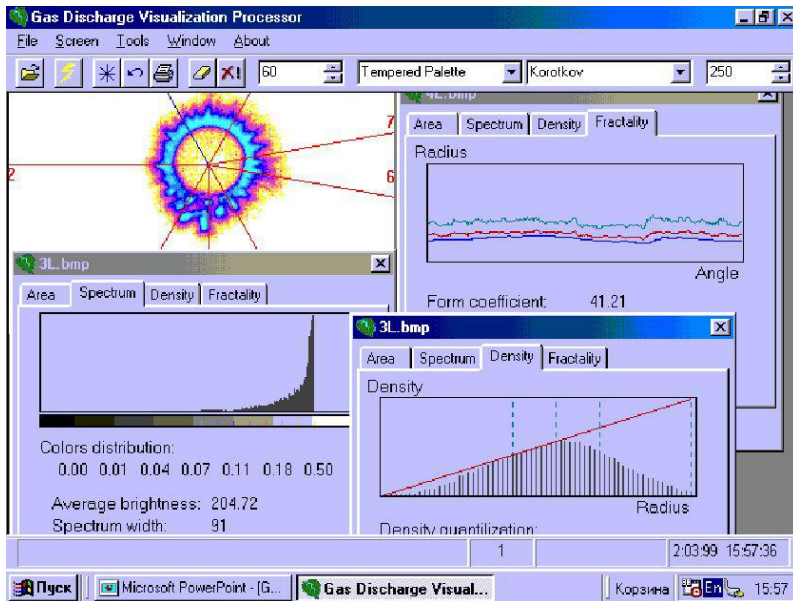 Gas Discharge Visualization Processor
File Screen Tools Window About
60 Tempered Palette Korotkov 250
7
2
6
4L.bmp
Area Spectrum Density Fractality
Radius
Angle
Form coefficient: 41.21
3L.bmp
Area Spectrum Density Fractality
Colors distribution:
0.00 0.01 0.04 0.07 0.11 0.18 0.50
Average brightness: 204.72
Spectrum width: 91
3L.bmp
Area Spectrum Density Fractality
Density
Radius
Density quantilization:
1 2:03:99 15:57:36
Пуск Microsoft PowerPoint - [G... Gas Discharge Visual... Корзина En 15:57